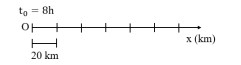 t₀ = 8h
O
x (km)
20 km